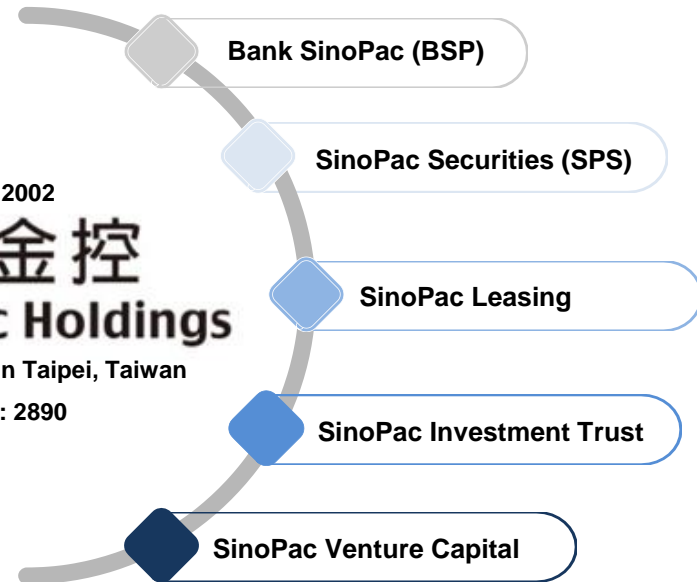 Bank SinoPac (BSP)
SinoPac Securities (SPS)
2002
金控
c Holdings
SinoPac Leasing
n Taipei, Taiwan
: 2890
SinoPac Investment Trust
SinoPac Venture Capital